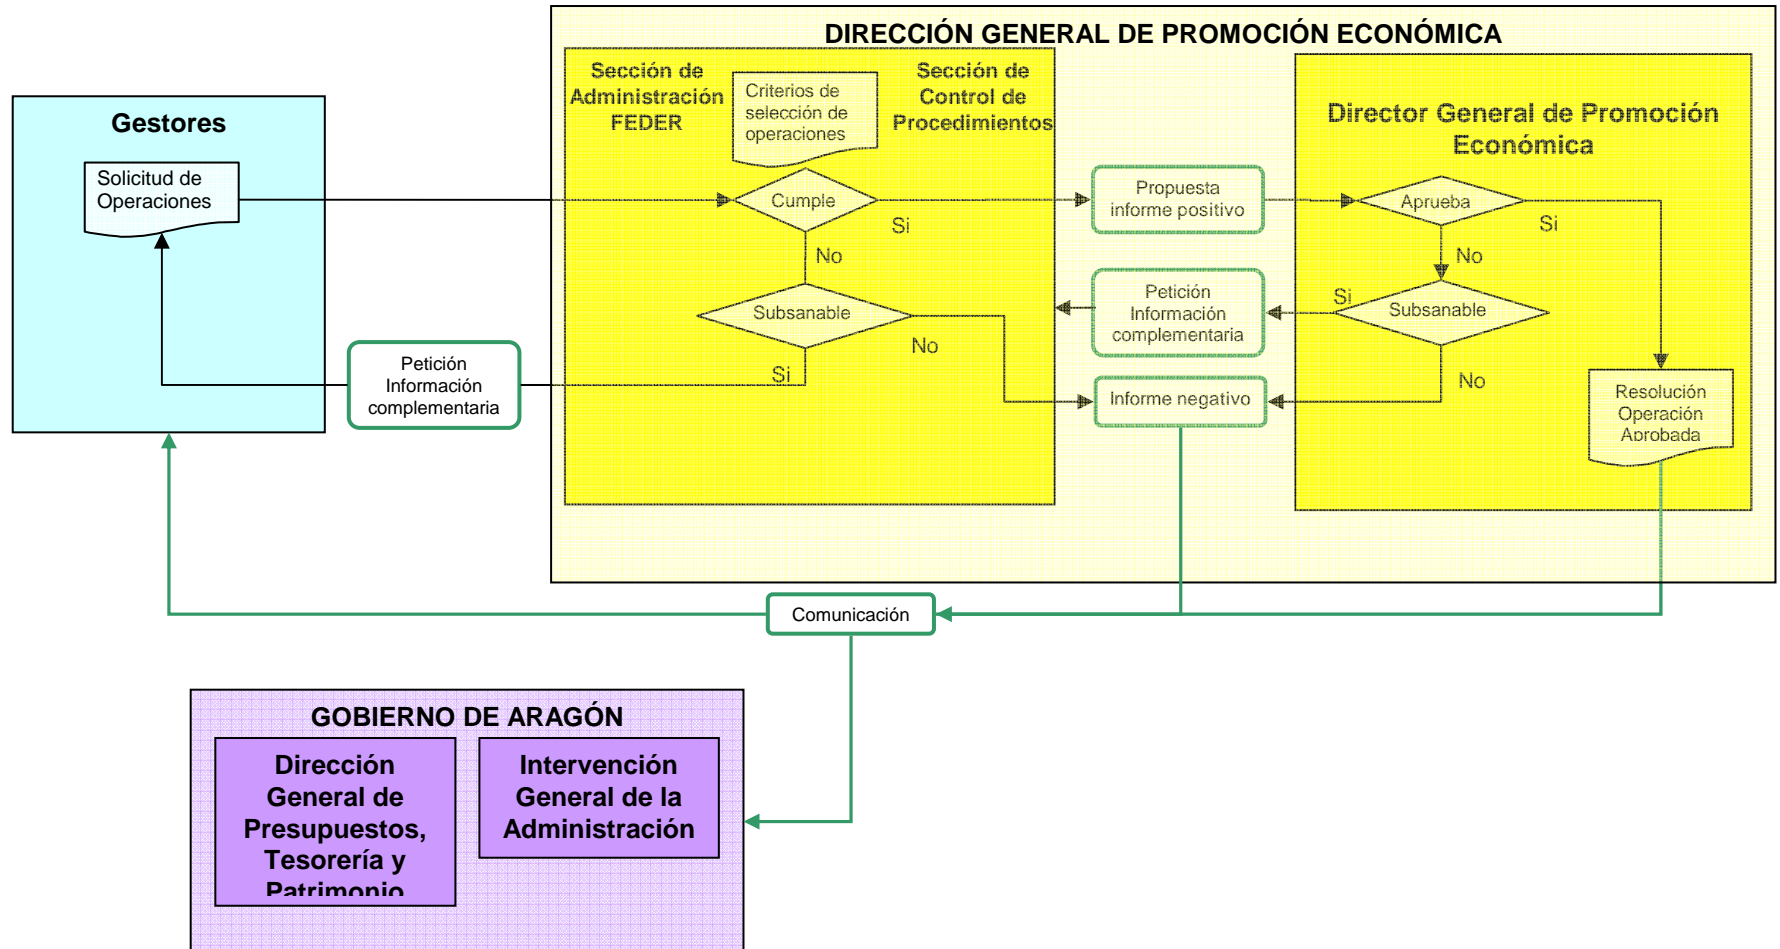 DIRECCIÓN GENERAL DE PROMOCIÓN ECONÓMICA
Gestores
Solicitud de
Operaciones
Sección de
Administración
FEDER
Criterios de
selección de
operaciones
Sección de
Control de
Procedimientos
Director General de Promoción
Económica
Cumple
Si
No
Propuesta
informe positivo
Aprueba
Si
No
Subsanable
No
Si
Petición
Información
complementaria
Si
Subsanable
No
Petición
Información
complementaria
Informe negativo
Resolución
Operación
Aprobada
Comunicación
GOBIERNO DE ARAGÓN
Dirección
General de
Presupuestos,
Tesorería y
Patrimonio
Intervención
General de la
Administración